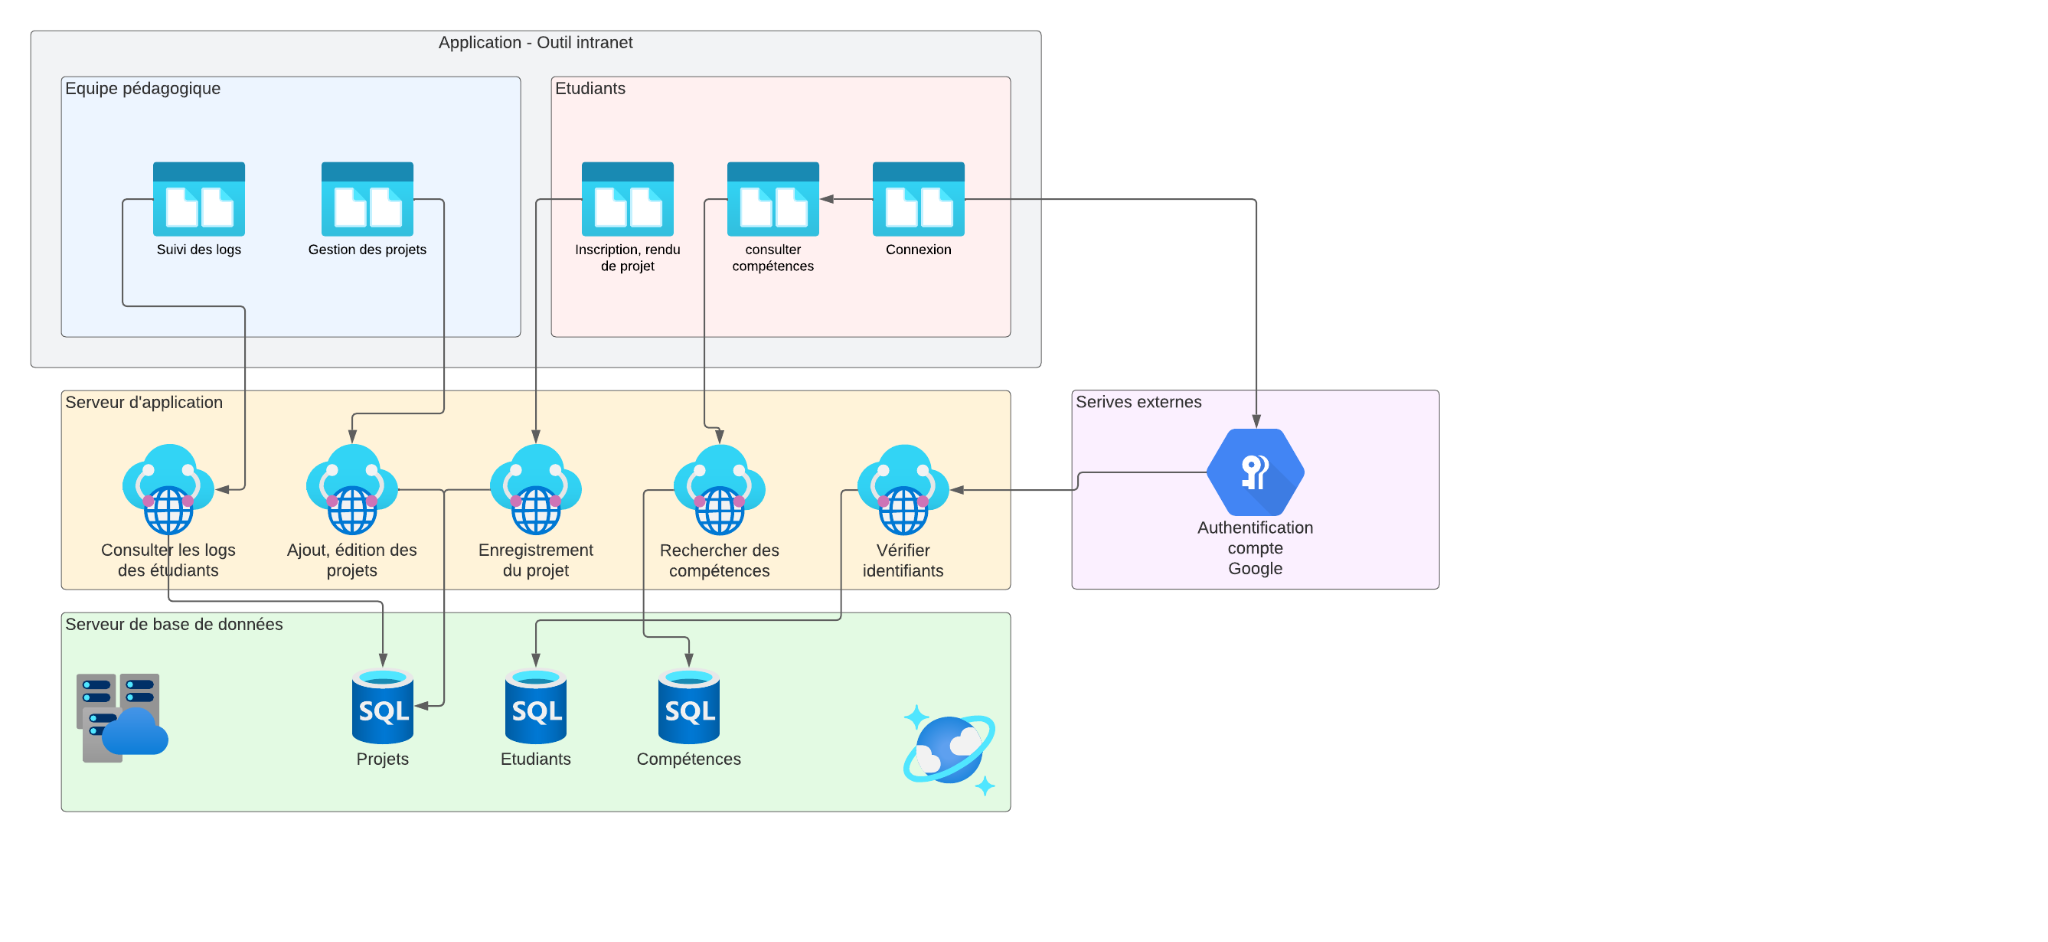 Application - Outil intranet
Equipe pédagogique
Etudiants
Suivi des logs
Gestion des projets
Inscription, rendu
de projet
consulter
compétences
Connexion
Serveur d'application
Serives externes
Consulter les logs
des étudiants
Ajout, édition des
projets
Enregistrement
du projet
Rechercher des
compétences
Vérifier
identifiants
Authentification
compte
Google
Serveur de base de données
SQL
SQL
SQL
Projets
Etudiants
Compétences